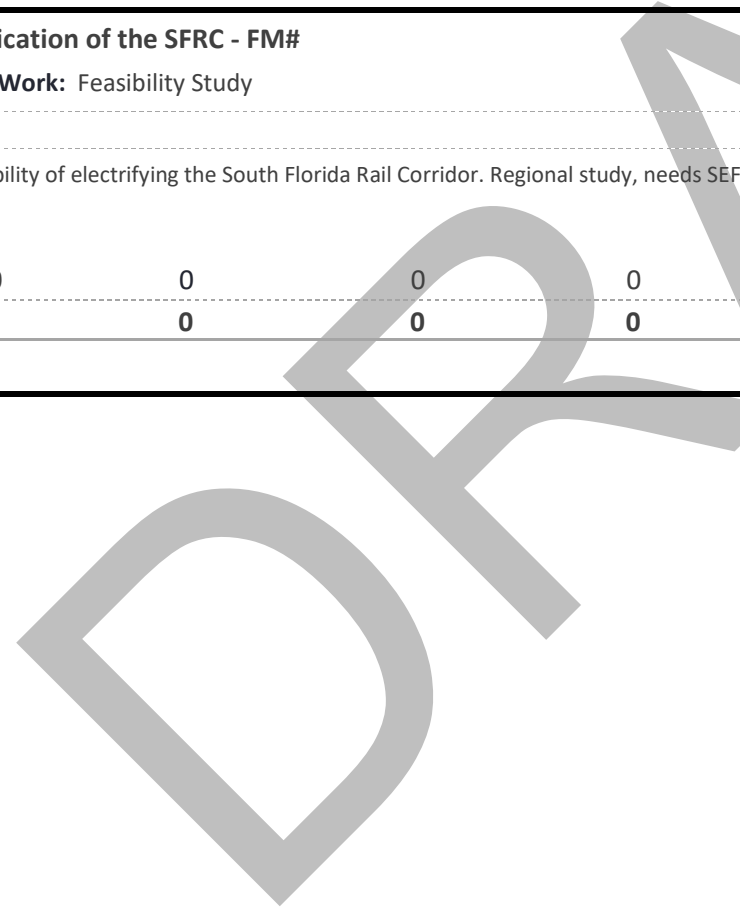 ication of the SFRC - FM#
Work: Feasibility Study
bility of electrifying the South Florida Rail Corridor. Regional study, needs SEF
0 0 0 0
0 0 0
DRA